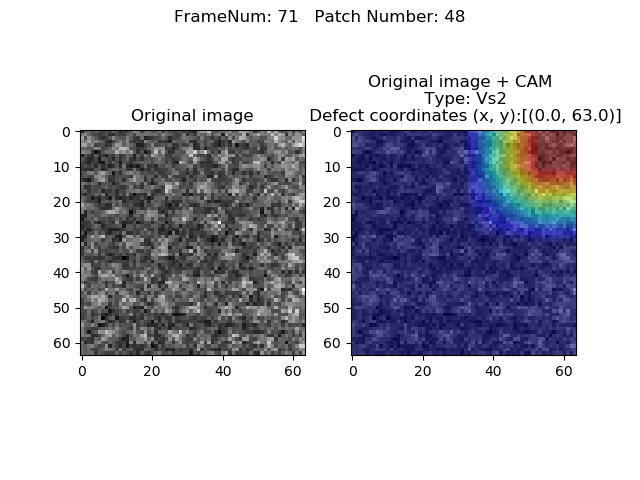 FrameNum: 71   Patch Number: 48
Original image
Original image + CAM
Type: Vs2
Defect coordinates (x, y):[(0.0, 63.0)]
0
10
20
30
40
50
60
0 20 40 60
0
10
20
30
40
50
60
0 20 40 60